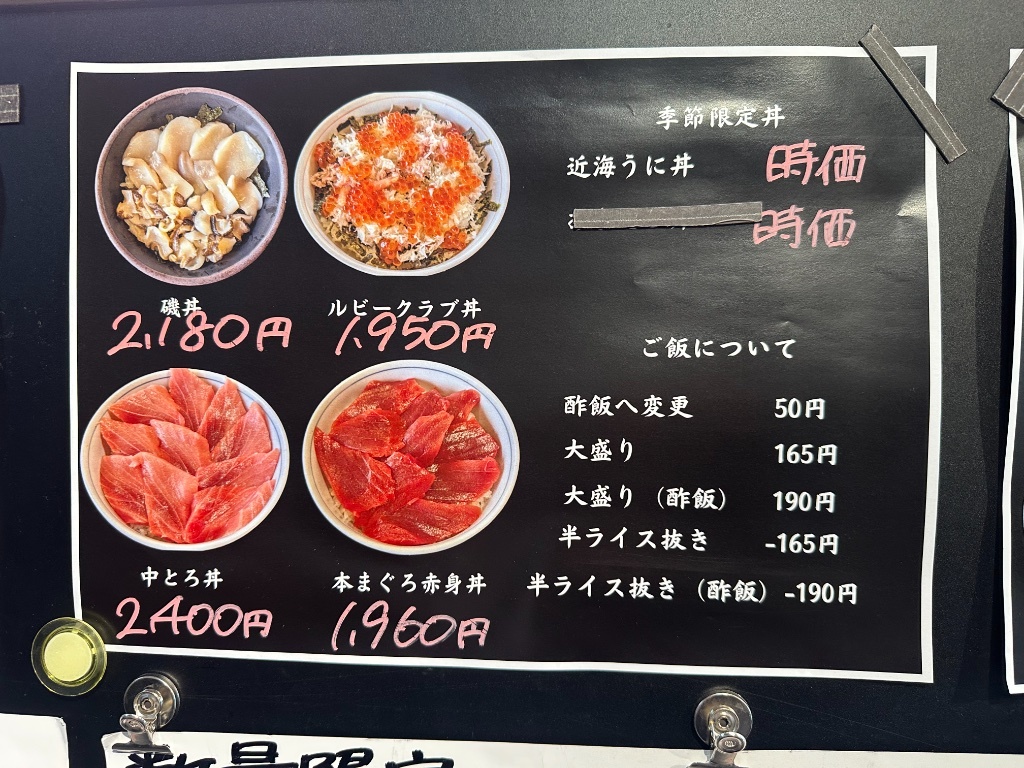 磯丼
2,180円
ルビークラブ丼
1,950円
中とろ丼
2,400円
本まぐろ赤身丼
1,960円
季節限定丼
近海うに丼 時価
時価
ご飯について
酢飯へ変更 50円
大盛り 165円
大盛り (酢飯) 190円
半ライス抜き -165円
半ライス抜き (酢飯) -190円
数量限定